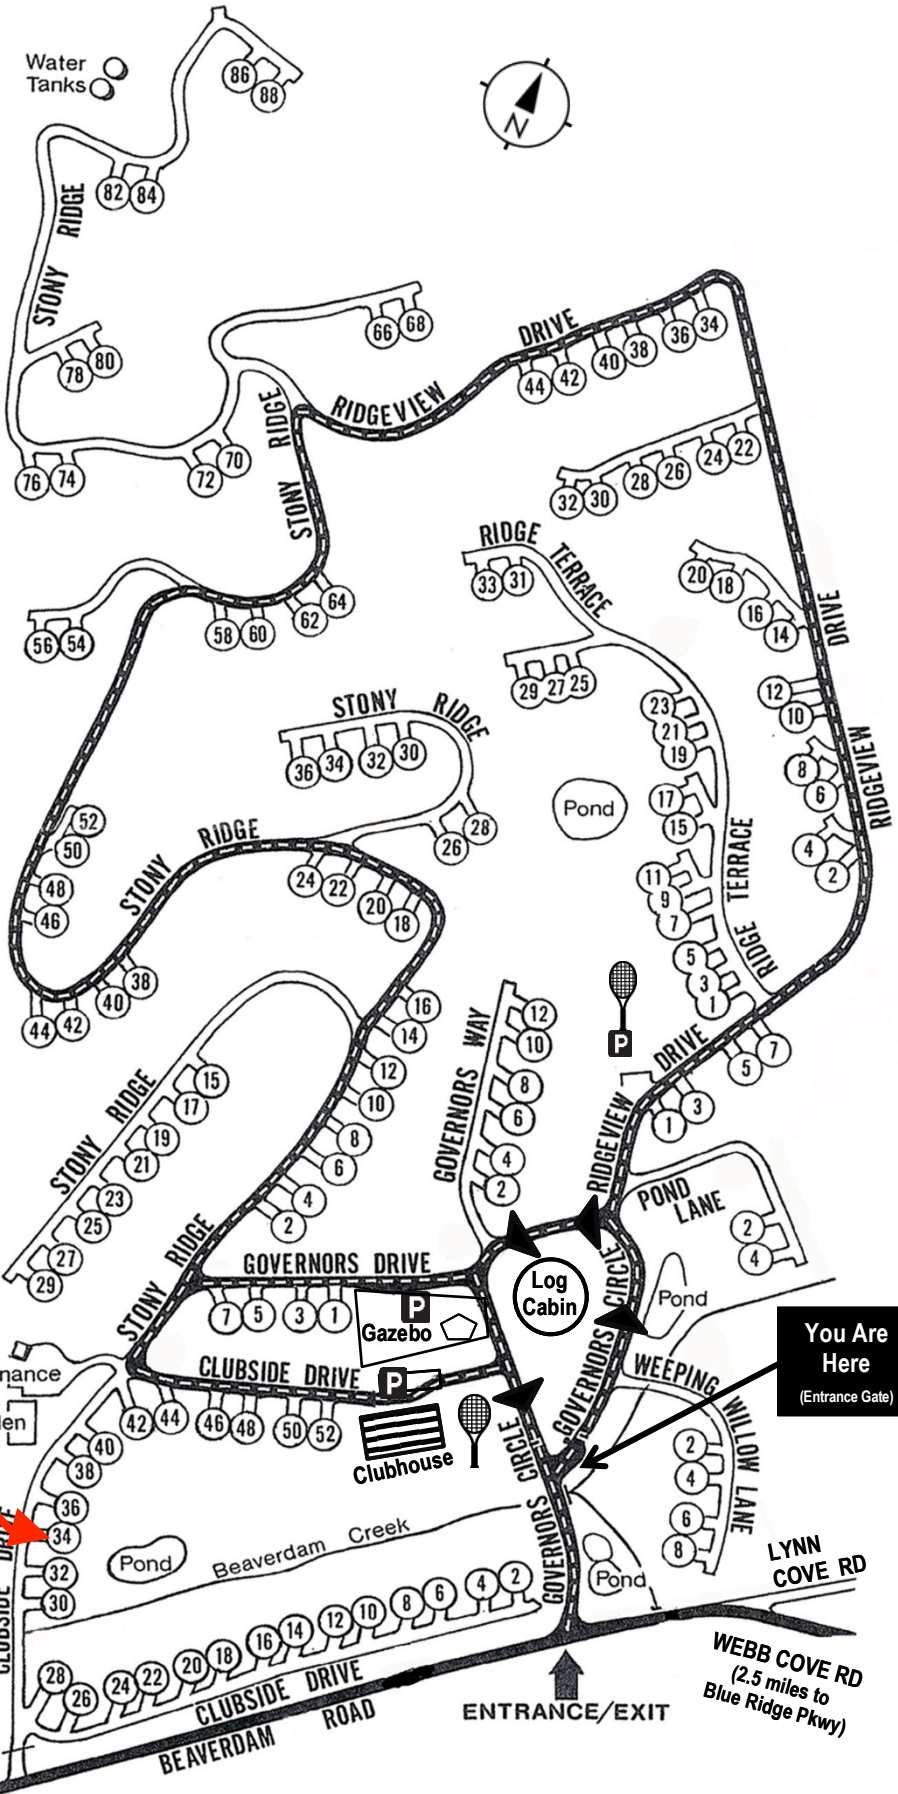 Water
Tanks
86
88
N
82
84
STONY RIDGE
66
68
78
80
DRIVE
36
34
40
38
44
42
RIDGEVIEW
RIDGE
STONY
76
74
72
70
24
22
28
26
32
30
RIDGE TERRACE
33
31
20
18
16
14
DRIVE
56
54
58
60
62
64
29
27
25
STONY RIDGE
36
34
32
30
23
21
19
12
10
8
6
RIDGEVIEW
17
15
Pond
52
50
48
46
STONY RIDGE
28
26
24
22
20
18
4
2
TERRACE
RIDGE
11
9
7
5
3
1
44
42
40
38
16
14
12
10
8
6
4
2
GOVERNORS WAY
12
10
8
6
4
2
P
DRIVE
RIDGEVIEW
7
5
3
1
STONY RIDGE
15
17
19
21
23
25
27
29
POND
LANE
2
4
STONY RIDGE
GOVERNORS DRIVE
7
5
3
1
P
Gazebo
Log
Cabin
GOVERNORS CIRCLE
Pond
You Are
Here
(Entrance Gate)
nance
en
CLUBSIDE DRIVE
P
42
44
46
48
50
52
Clubhouse
CIRCLE
GOVERNORS
WEEPING
WILLOW LANE
2
4
6
8
40
38
36
34
32
30
CLUBSIDE DRIVE
Pond
Beaverdam Creek
Pond
LYNN
COVE RD
28
26
24
22
20
18
16
14
12
10
8
6
4
2
CLUBSIDE DRIVE
BEAVERDAM ROAD
ENTRANCE/EXIT
WEBB COVE RD
(2.5 miles to
Blue Ridge Pkwy)